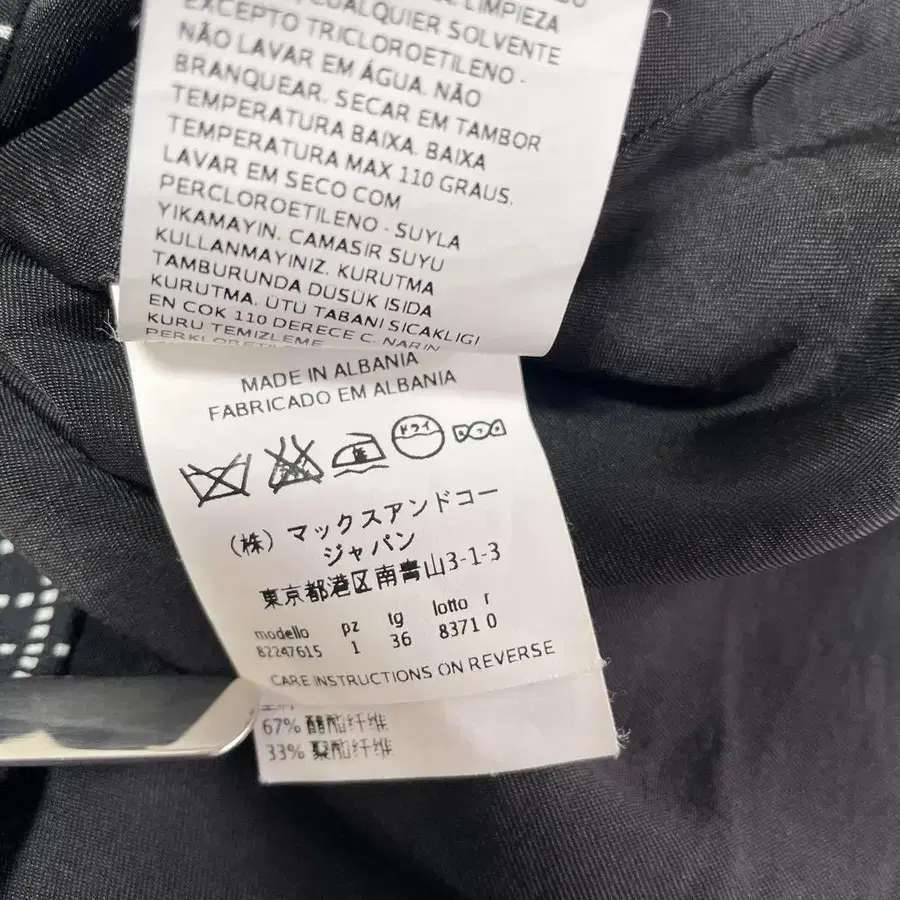 LIMPIEZA
CUALQUIER SOLVENTE
EXCEPTO TRICLOROETILENO -
NÃO LAVAR EM ÁGUA. NÃO
BRANQUEAR. SECAR EM TAMBOR
TEMPERATURA BAIXA. BAIXA
TEMPERATURA MAX 110 GRAUS.
LAVAR EM SECO COM
PERCLOROETILENO - SUYLA
YIKAMAYIN. CAMASIR SUYU
KULLANMAYINIZ. KURUTMA
TAMBURUNDA DÜSÜK ISIDA
KURUTMA. ÜTÜ TABANI SICAKLIGI
EN COK 110 DERECE C. NARIN
KURU TEMIZLEME
MADE IN ALBANIA
FABRICADO EM ALBANIA
ドライ
(株) マックスアンドコー
ジャパン
東京都港区南青山3-1-3
modello pz tg lotto r
82247615 1 36 8371 0
CARE INSTRUCTIONS ON REVERSE
67% 醋酯纤维
33% 聚酯纤维